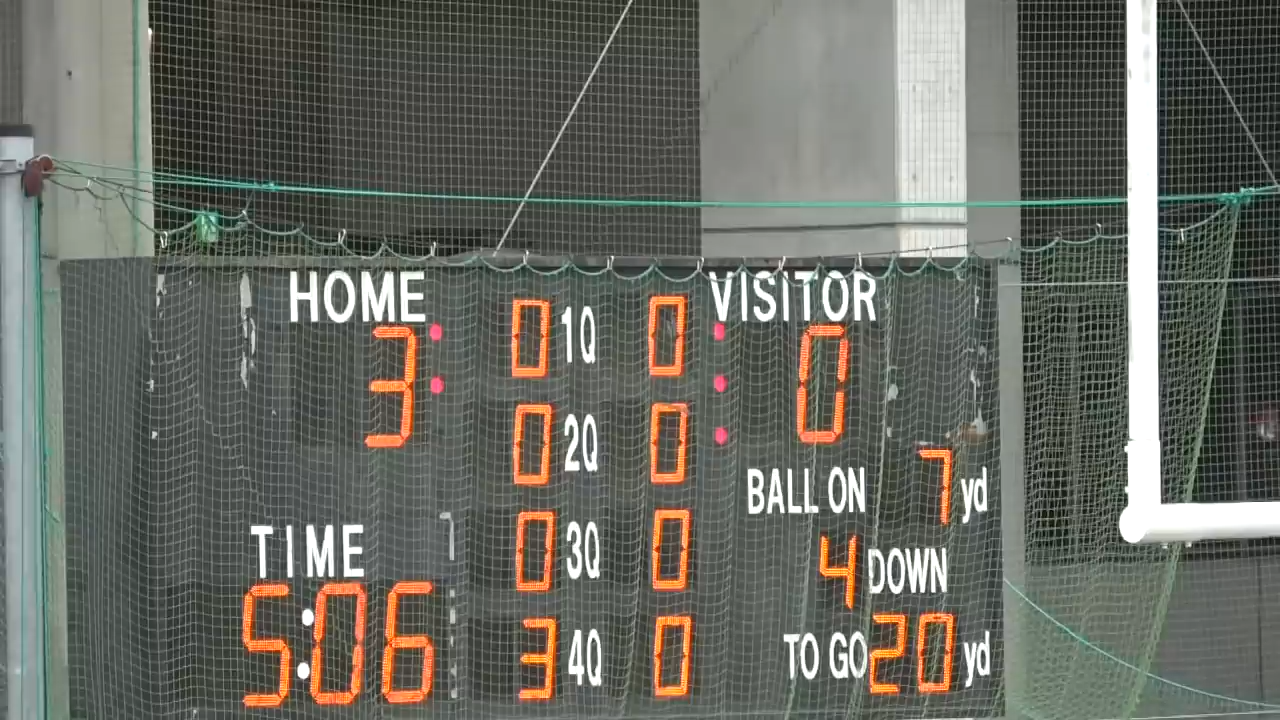 HOME VISITOR
3 0 1Q 0 0
0 2Q 0
BALL ON 7 yd
TIME 0 3Q 0 4 DOWN
5:06 3 4Q 0 TO GO 20 yd